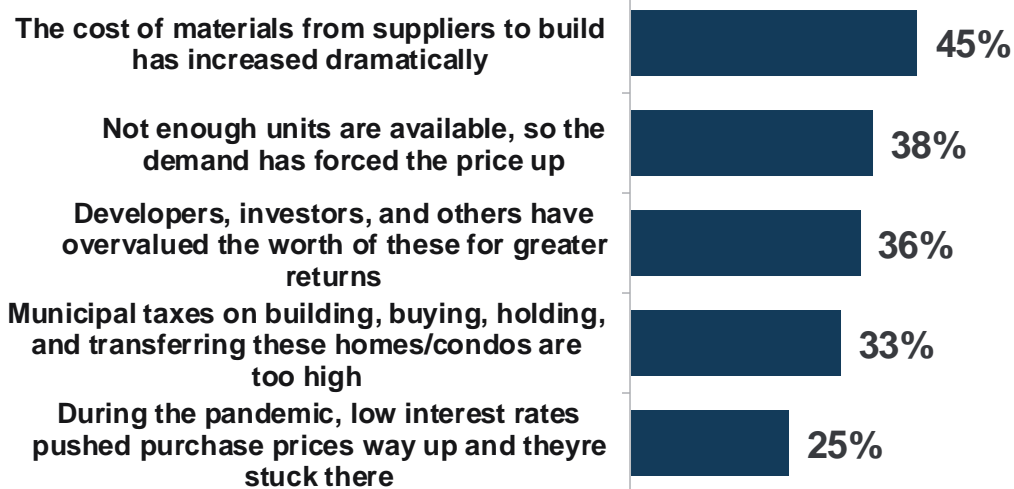 The cost of materials from suppliers to build
has increased dramatically
45%
Not enough units are available, so the
demand has forced the price up
38%
Developers, investors, and others have
overvalued the worth of these for greater
returns
36%
Municipal taxes on building, buying, holding,
and transferring these homes/condos are
too high
33%
During the pandemic, low interest rates
pushed purchase prices way up and theyre
stuck there
25%